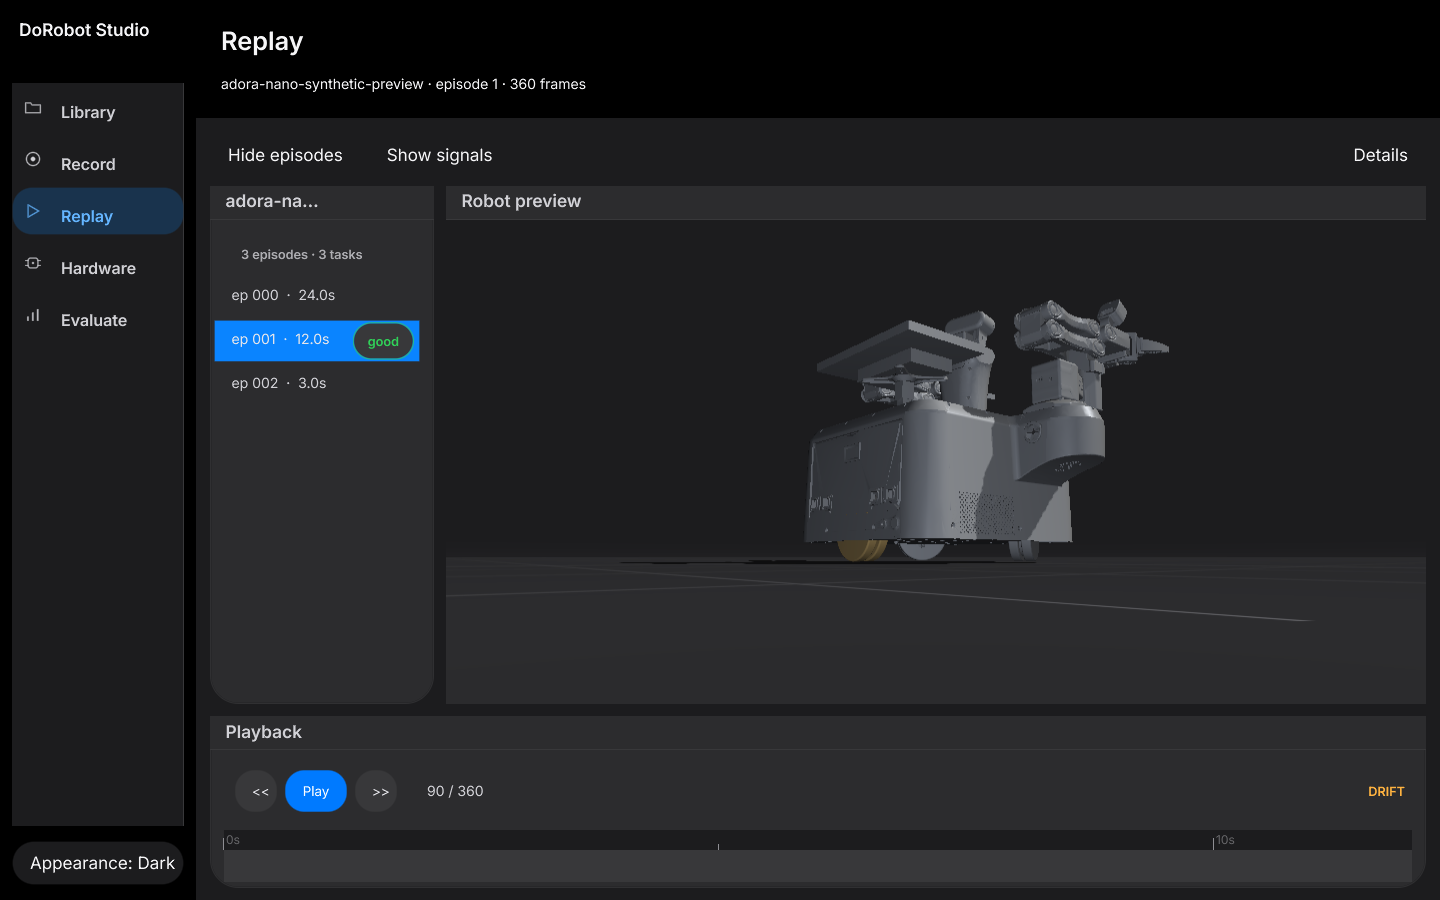 DoRobot Studio
Library
Record
Replay
Hardware
Evaluate
Appearance: Dark
Replay
adora-nano-synthetic-preview · episode 1 · 360 frames
Hide episodes
Show signals
Details
adora-na...
3 episodes · 3 tasks
ep 000 · 24.0s
ep 001 · 12.0s
good
ep 002 · 3.0s
Robot preview
Playback
<<
Play
>>
90 / 360
DRIFT
0s
10s